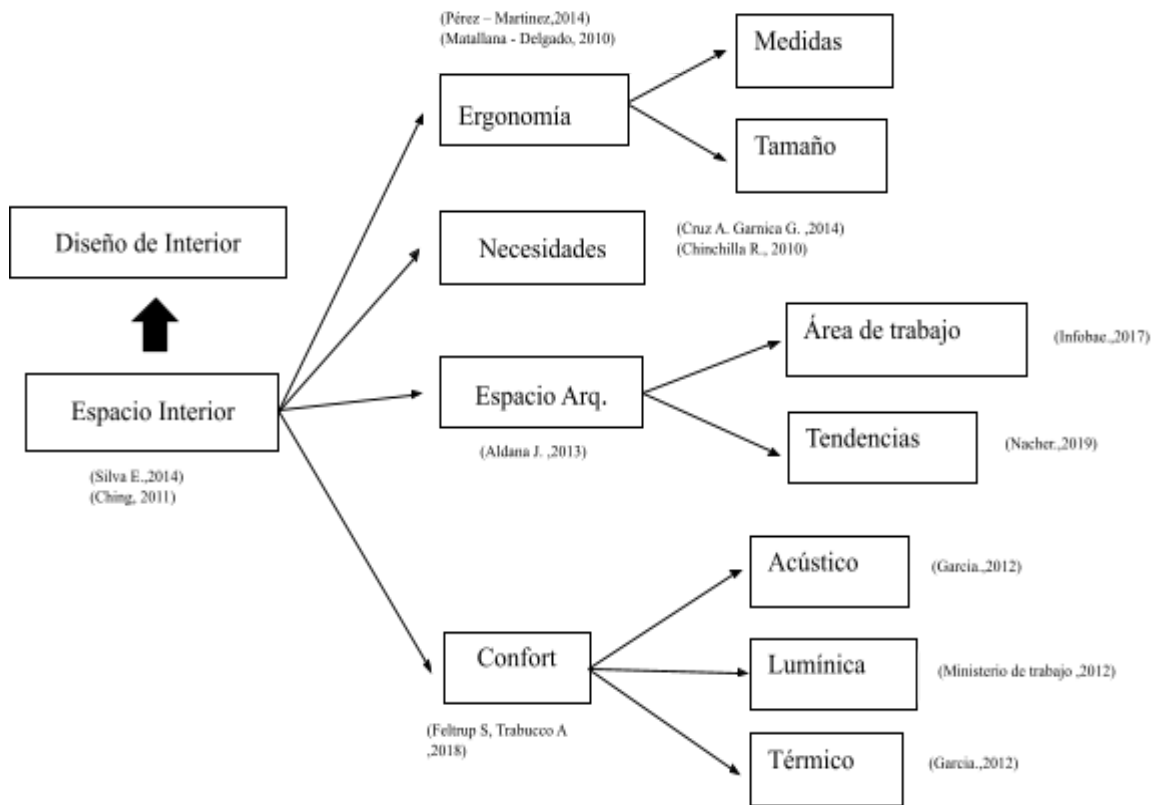 (Pérez – Martinez,2014)
(Matallana - Delgado, 2010)
Medidas
Ergonomía
Tamaño
Diseño de Interior
Necesidades
(Cruz A. Garnica G. ,2014)
(Chinchilla R., 2010)
Espacio Interior
(Silva E.,2014)
(Ching, 2011)
Espacio Arq.
(Aldana J. ,2013)
Área de trabajo
(Infobae.,2017)
Tendencias
(Nacher.,2019)
Confort
(Feltrup S, Trabucco A
,2018)
Acústico
(Garcia.,2012)
Lumínica
(Ministerio de trabajo ,2012)
Térmico
(Garcia.,2012)